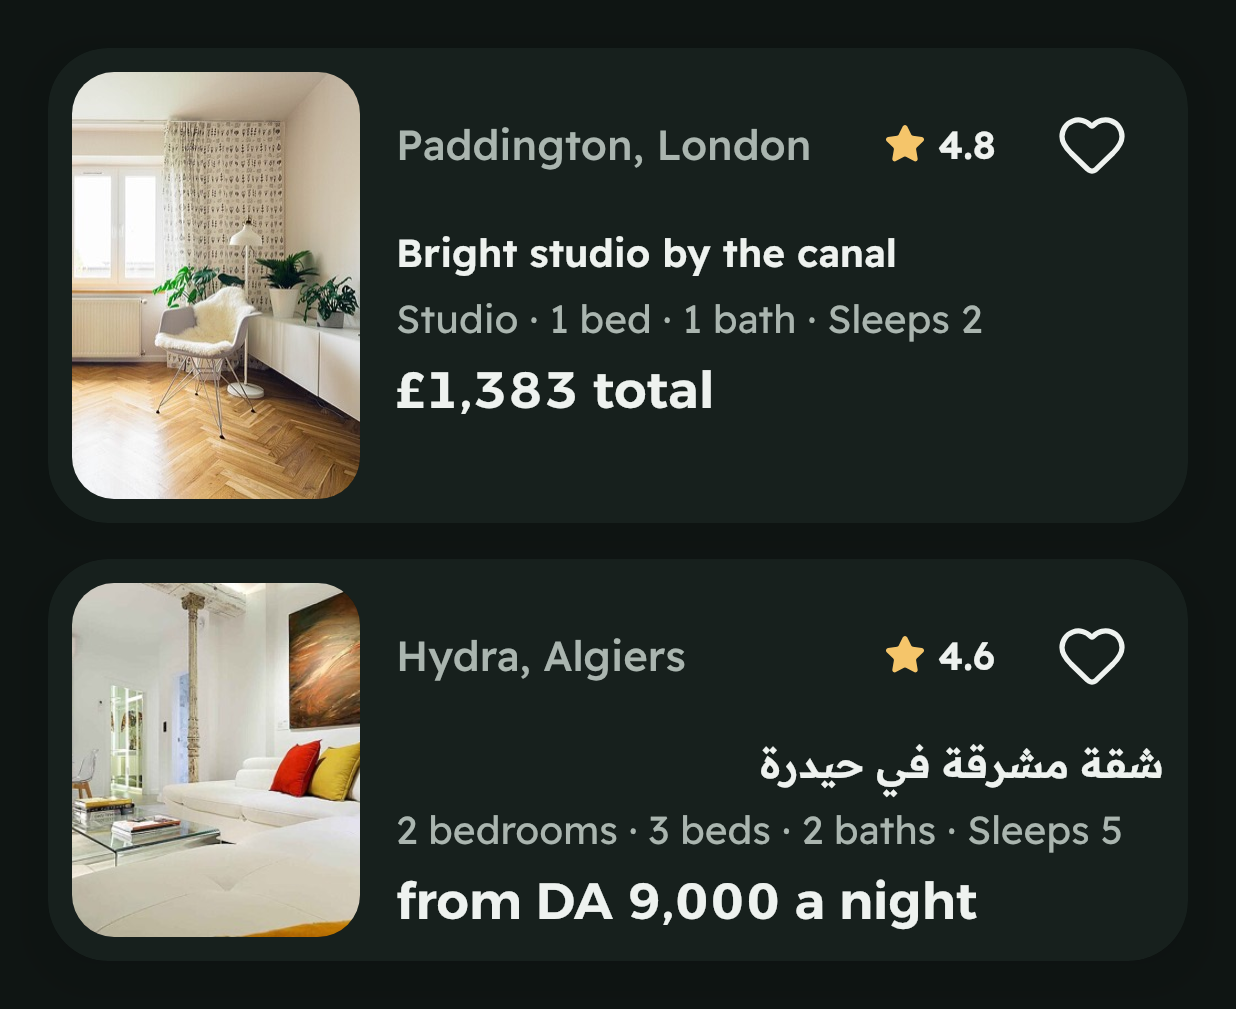 Paddington, London 4.8
Bright studio by the canal
Studio · 1 bed · 1 bath · Sleeps 2
£1,383 total
Hydra, Algiers 4.6
شقة مشرقة في حيدرة
2 bedrooms · 3 beds · 2 baths · Sleeps 5
from DA 9,000 a night